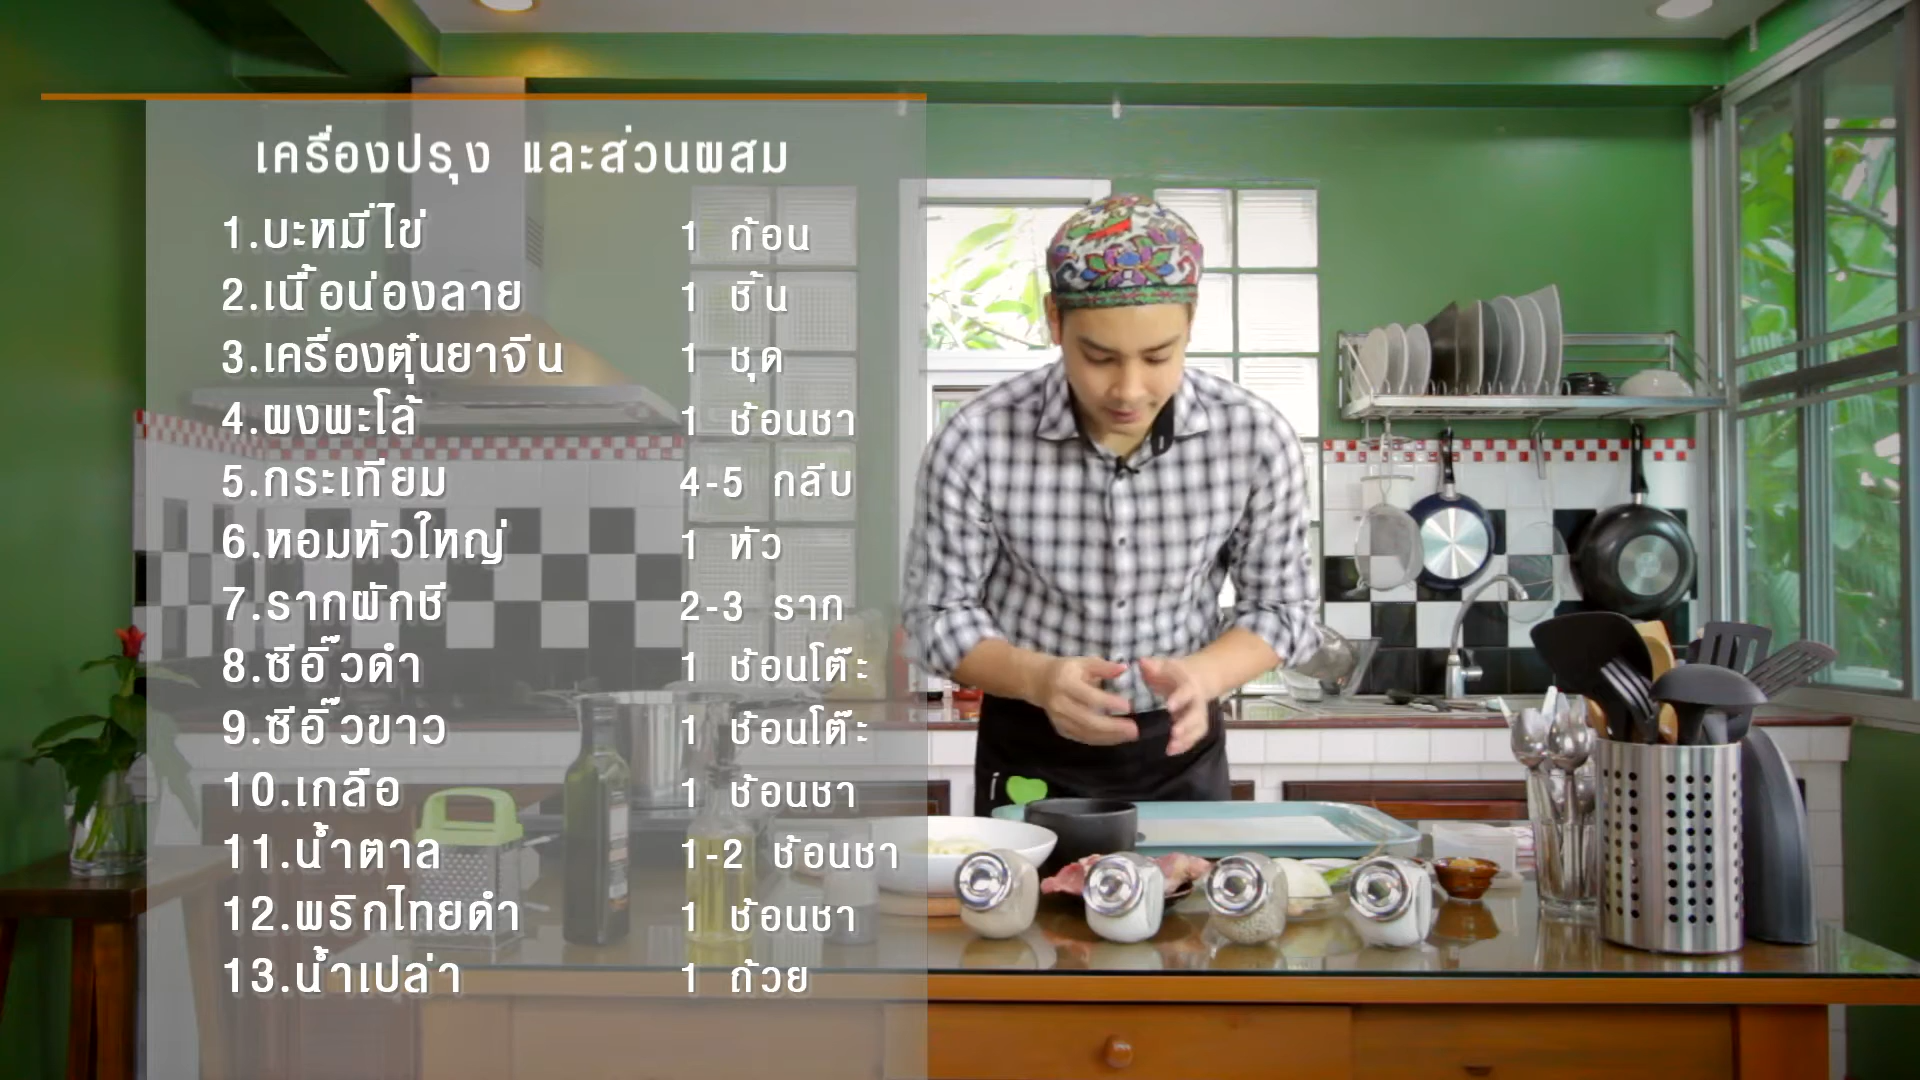 เครื่องปรุง และส่วนผสม
1.บะหมี่ไข่ 1 ก้อน
2.เนื้อน่องลาย 1 ชิ้น
3.เครื่องตุ๋นยาจีน 1 ชุด
4.ผงพะโล้ 1 ช้อนชา
5.กระเทียม 4-5 กลีบ
6.หอมหัวใหญ่ 1 หัว
7.รากผักชี 2-3 ราก
8.ซีอิ๊วดำ 1 ช้อนโต๊ะ
9.ซีอิ๊วขาว 1 ช้อนโต๊ะ
10.เกลือ 1 ช้อนชา
11.น้ำตาล 1-2 ช้อนชา
12.พริกไทยดำ 1 ช้อนชา
13.น้ำเปล่า 1 ถ้วย